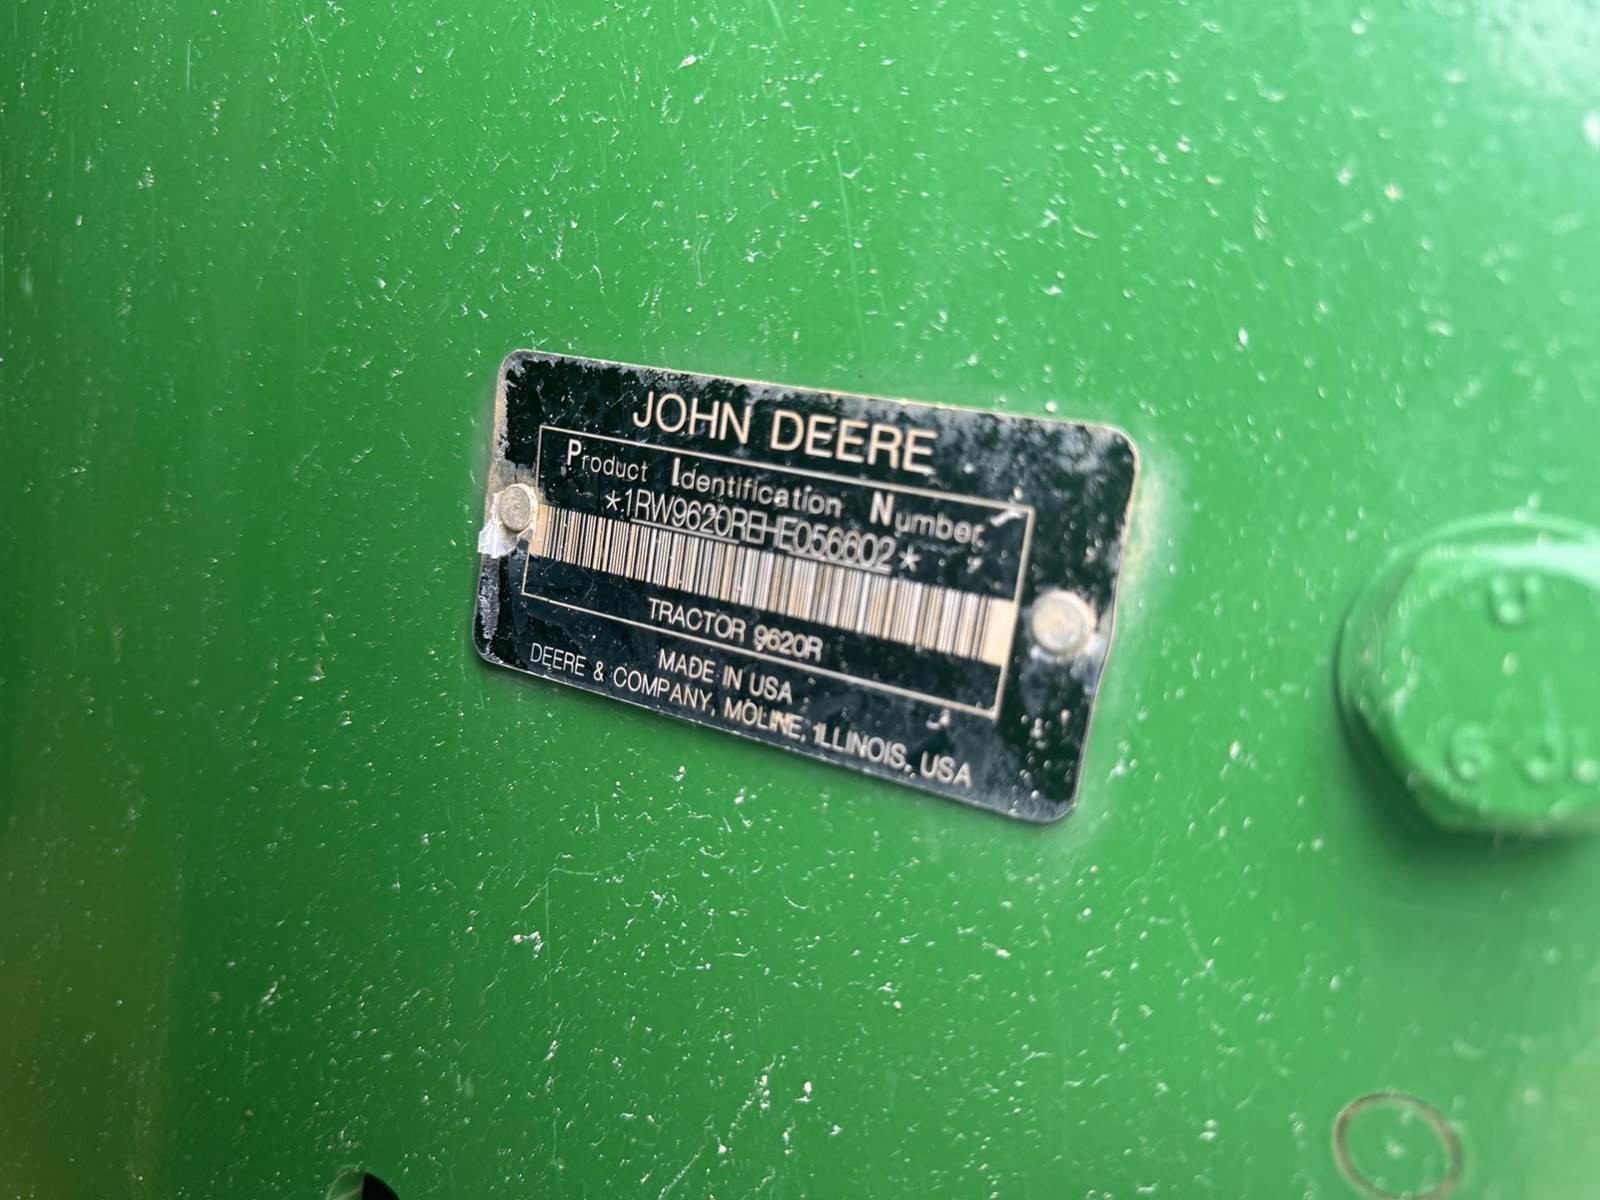 JOHN DEERE
Product Identification Number
*1RW9620REHE056602*
TRACTOR 9620R
MADE IN USA
DEERE & COMPANY, MOLINE, ILLINOIS, USA